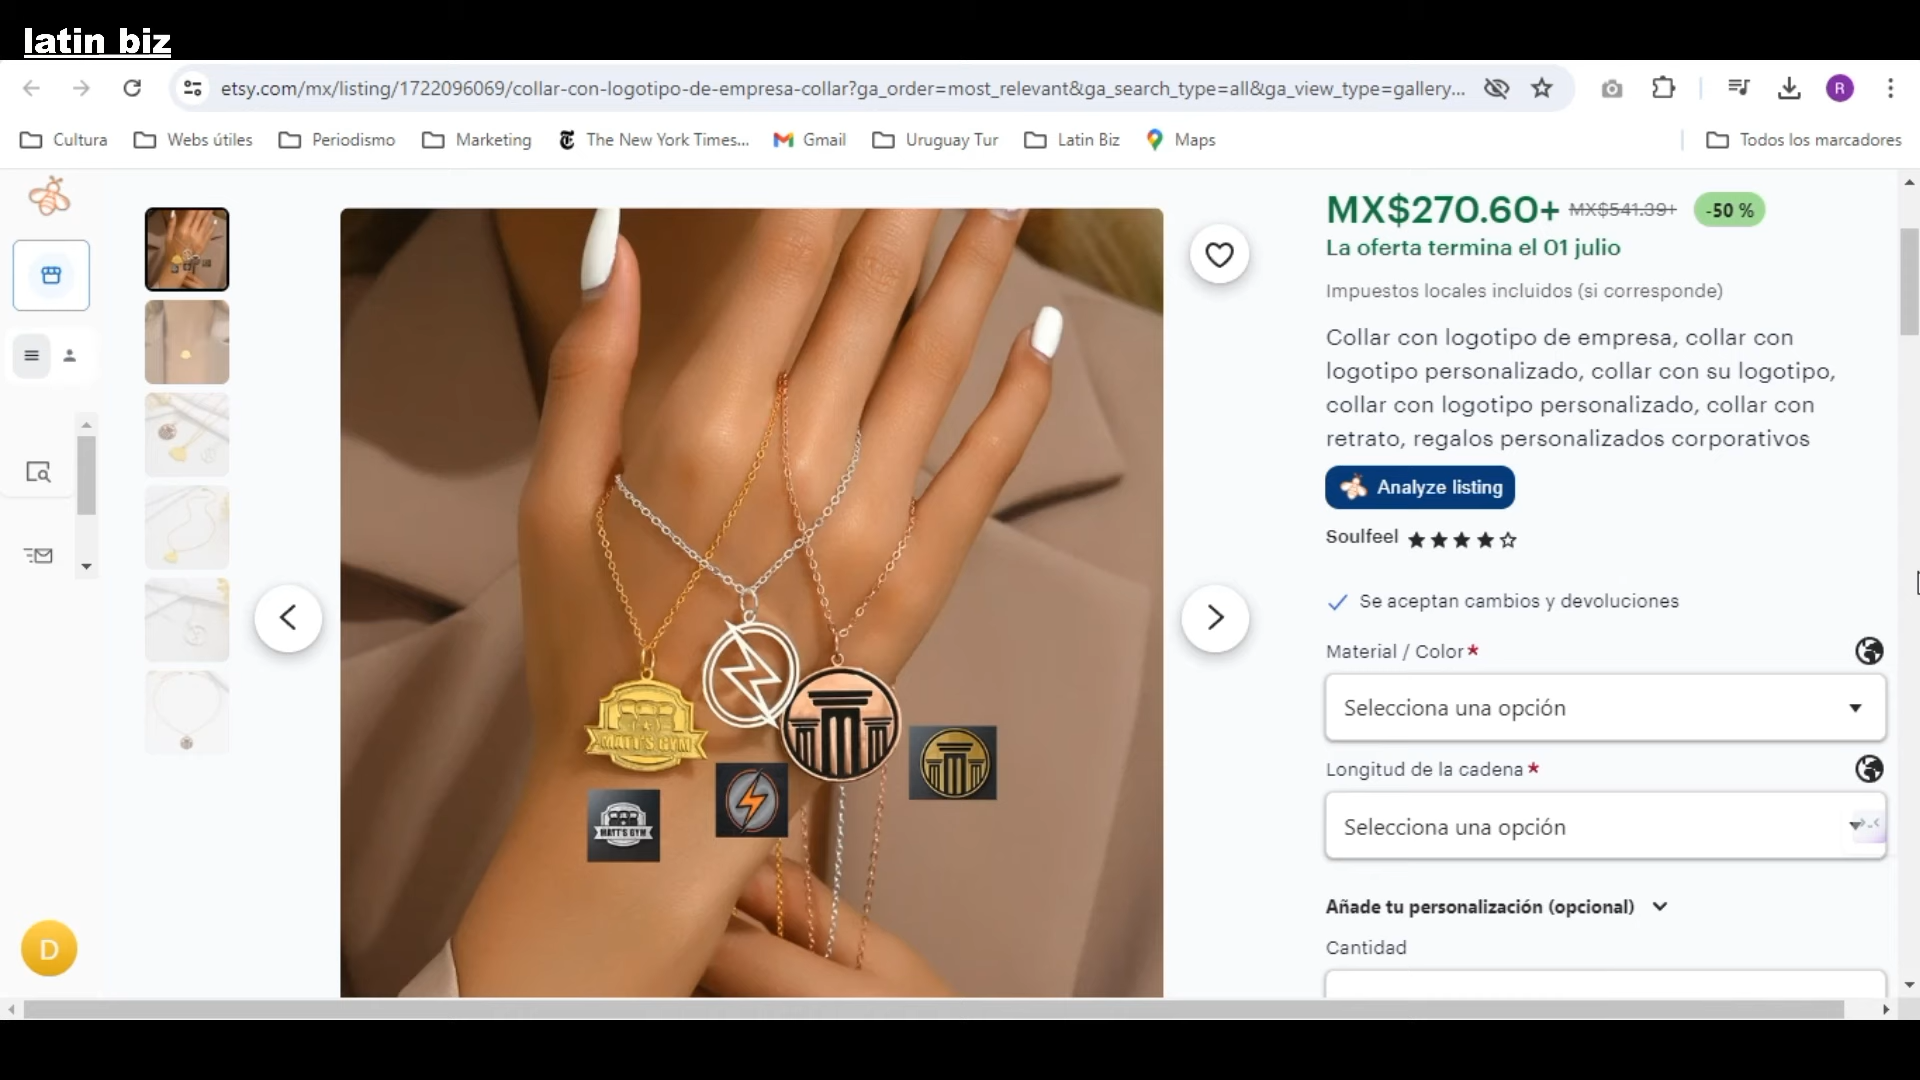 latin biz
etsy.com/mx/listing/1722096069/collar-con-logotipo-de-empresa-collar?ga_order=most_relevant&ga_search_type=all&ga_view_type=gallery...
R
Cultura
Webs útiles
Periodismo
Marketing
The New York Times...
Gmail
Uruguay Tur
Latin Biz
Maps
Todos los marcadores
MX$270.60+ MX$541.39+ -50 %
La oferta termina el 01 julio
Impuestos locales incluidos (si corresponde)
Collar con logotipo de empresa, collar con
logotipo personalizado, collar con su logotipo,
collar con logotipo personalizado, collar con
retrato, regalos personalizados corporativos
Analyze listing
Soulfeel
Se aceptan cambios y devoluciones
Material / Color*
Selecciona una opción
Longitud de la cadena*
Selecciona una opción
Añade tu personalización (opcional)
Cantidad
MATT'S GYM
MATT'S GYM
D